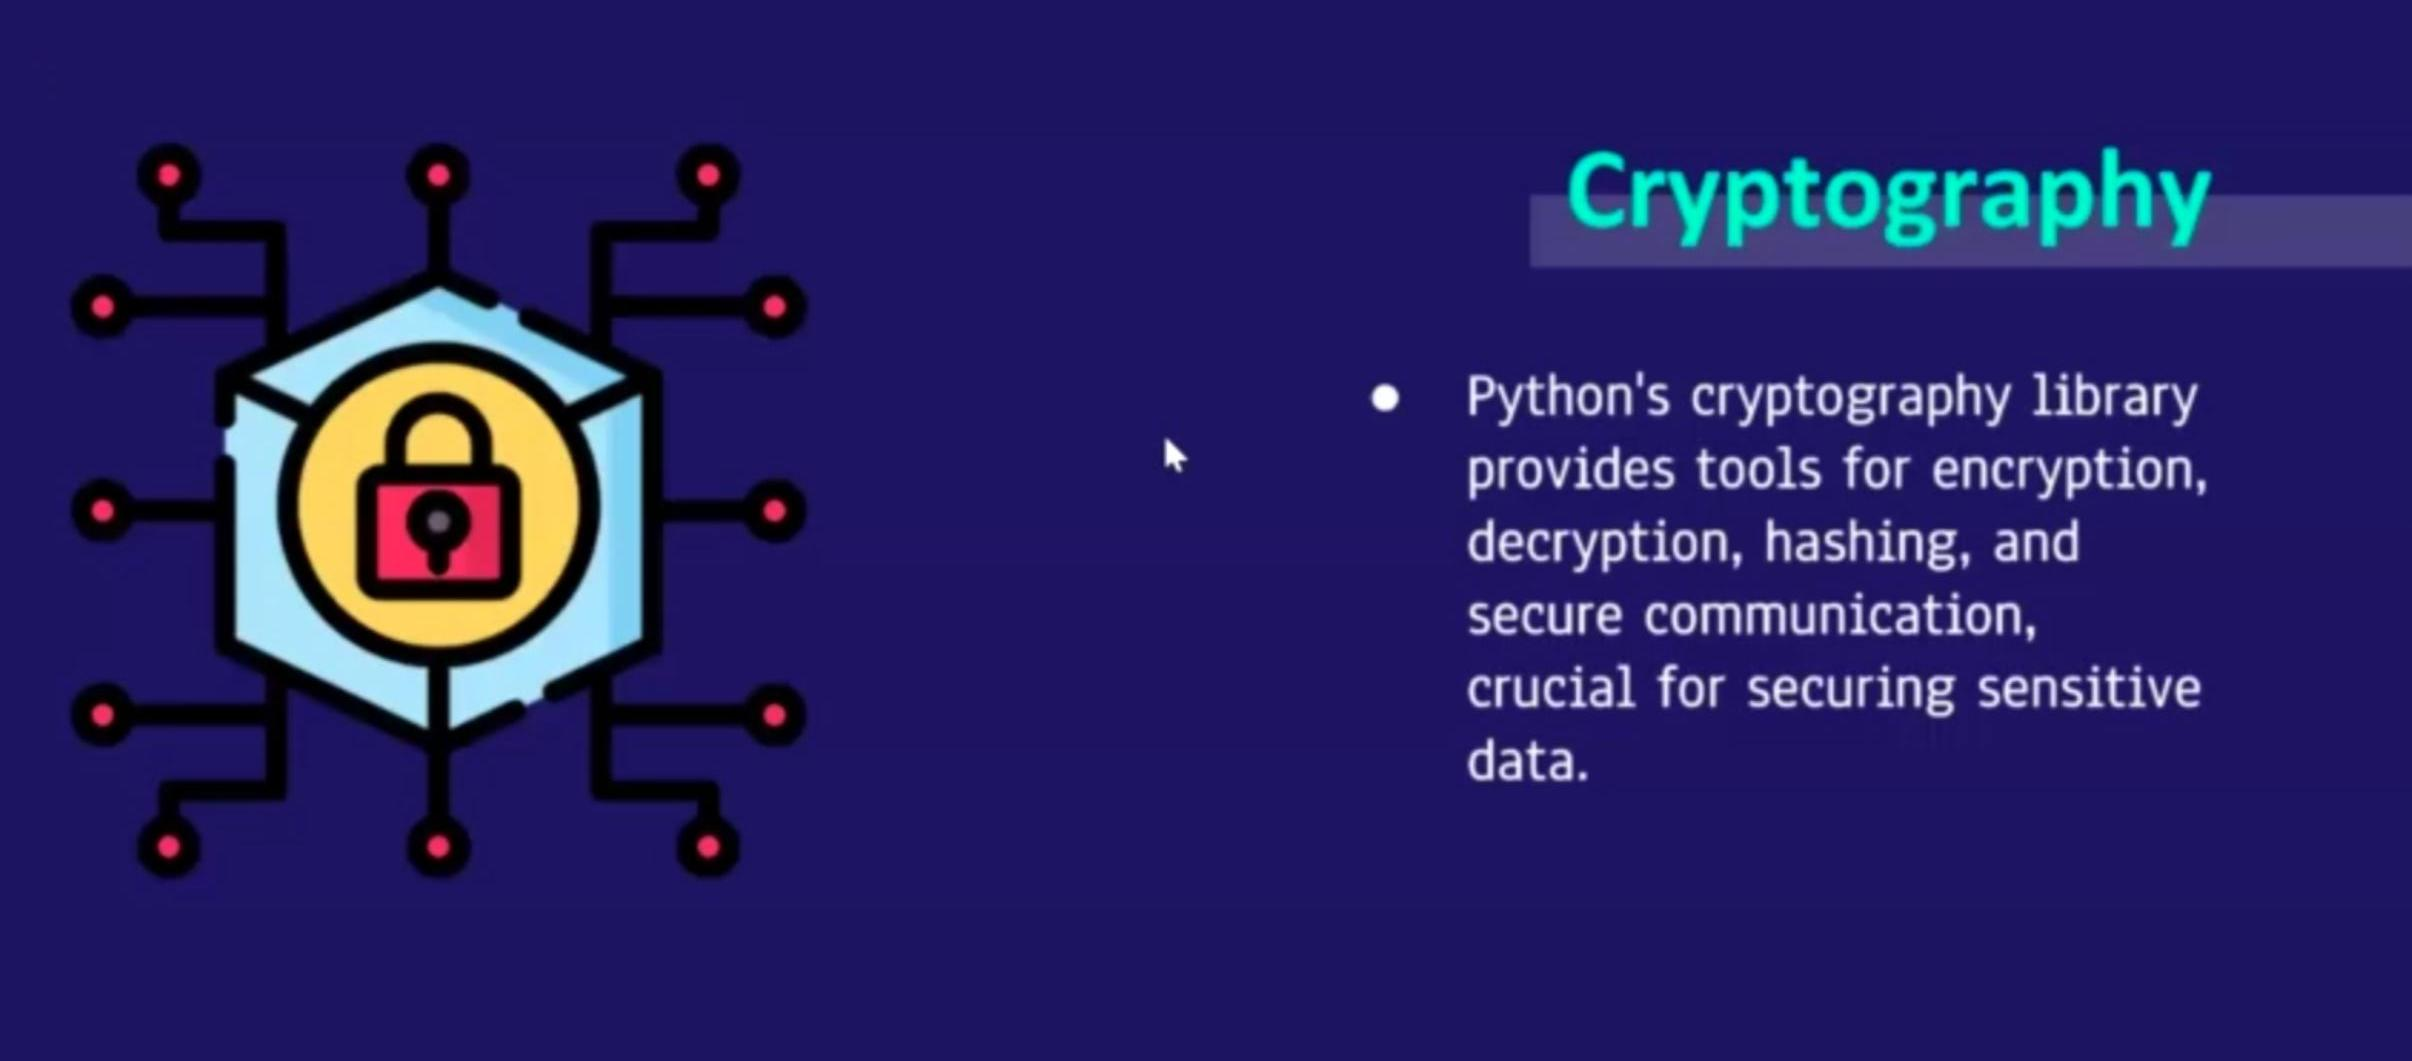 Cryptography
Python's cryptography library
provides tools for encryption,
decryption, hashing, and
secure communication,
crucial for securing sensitive
data.